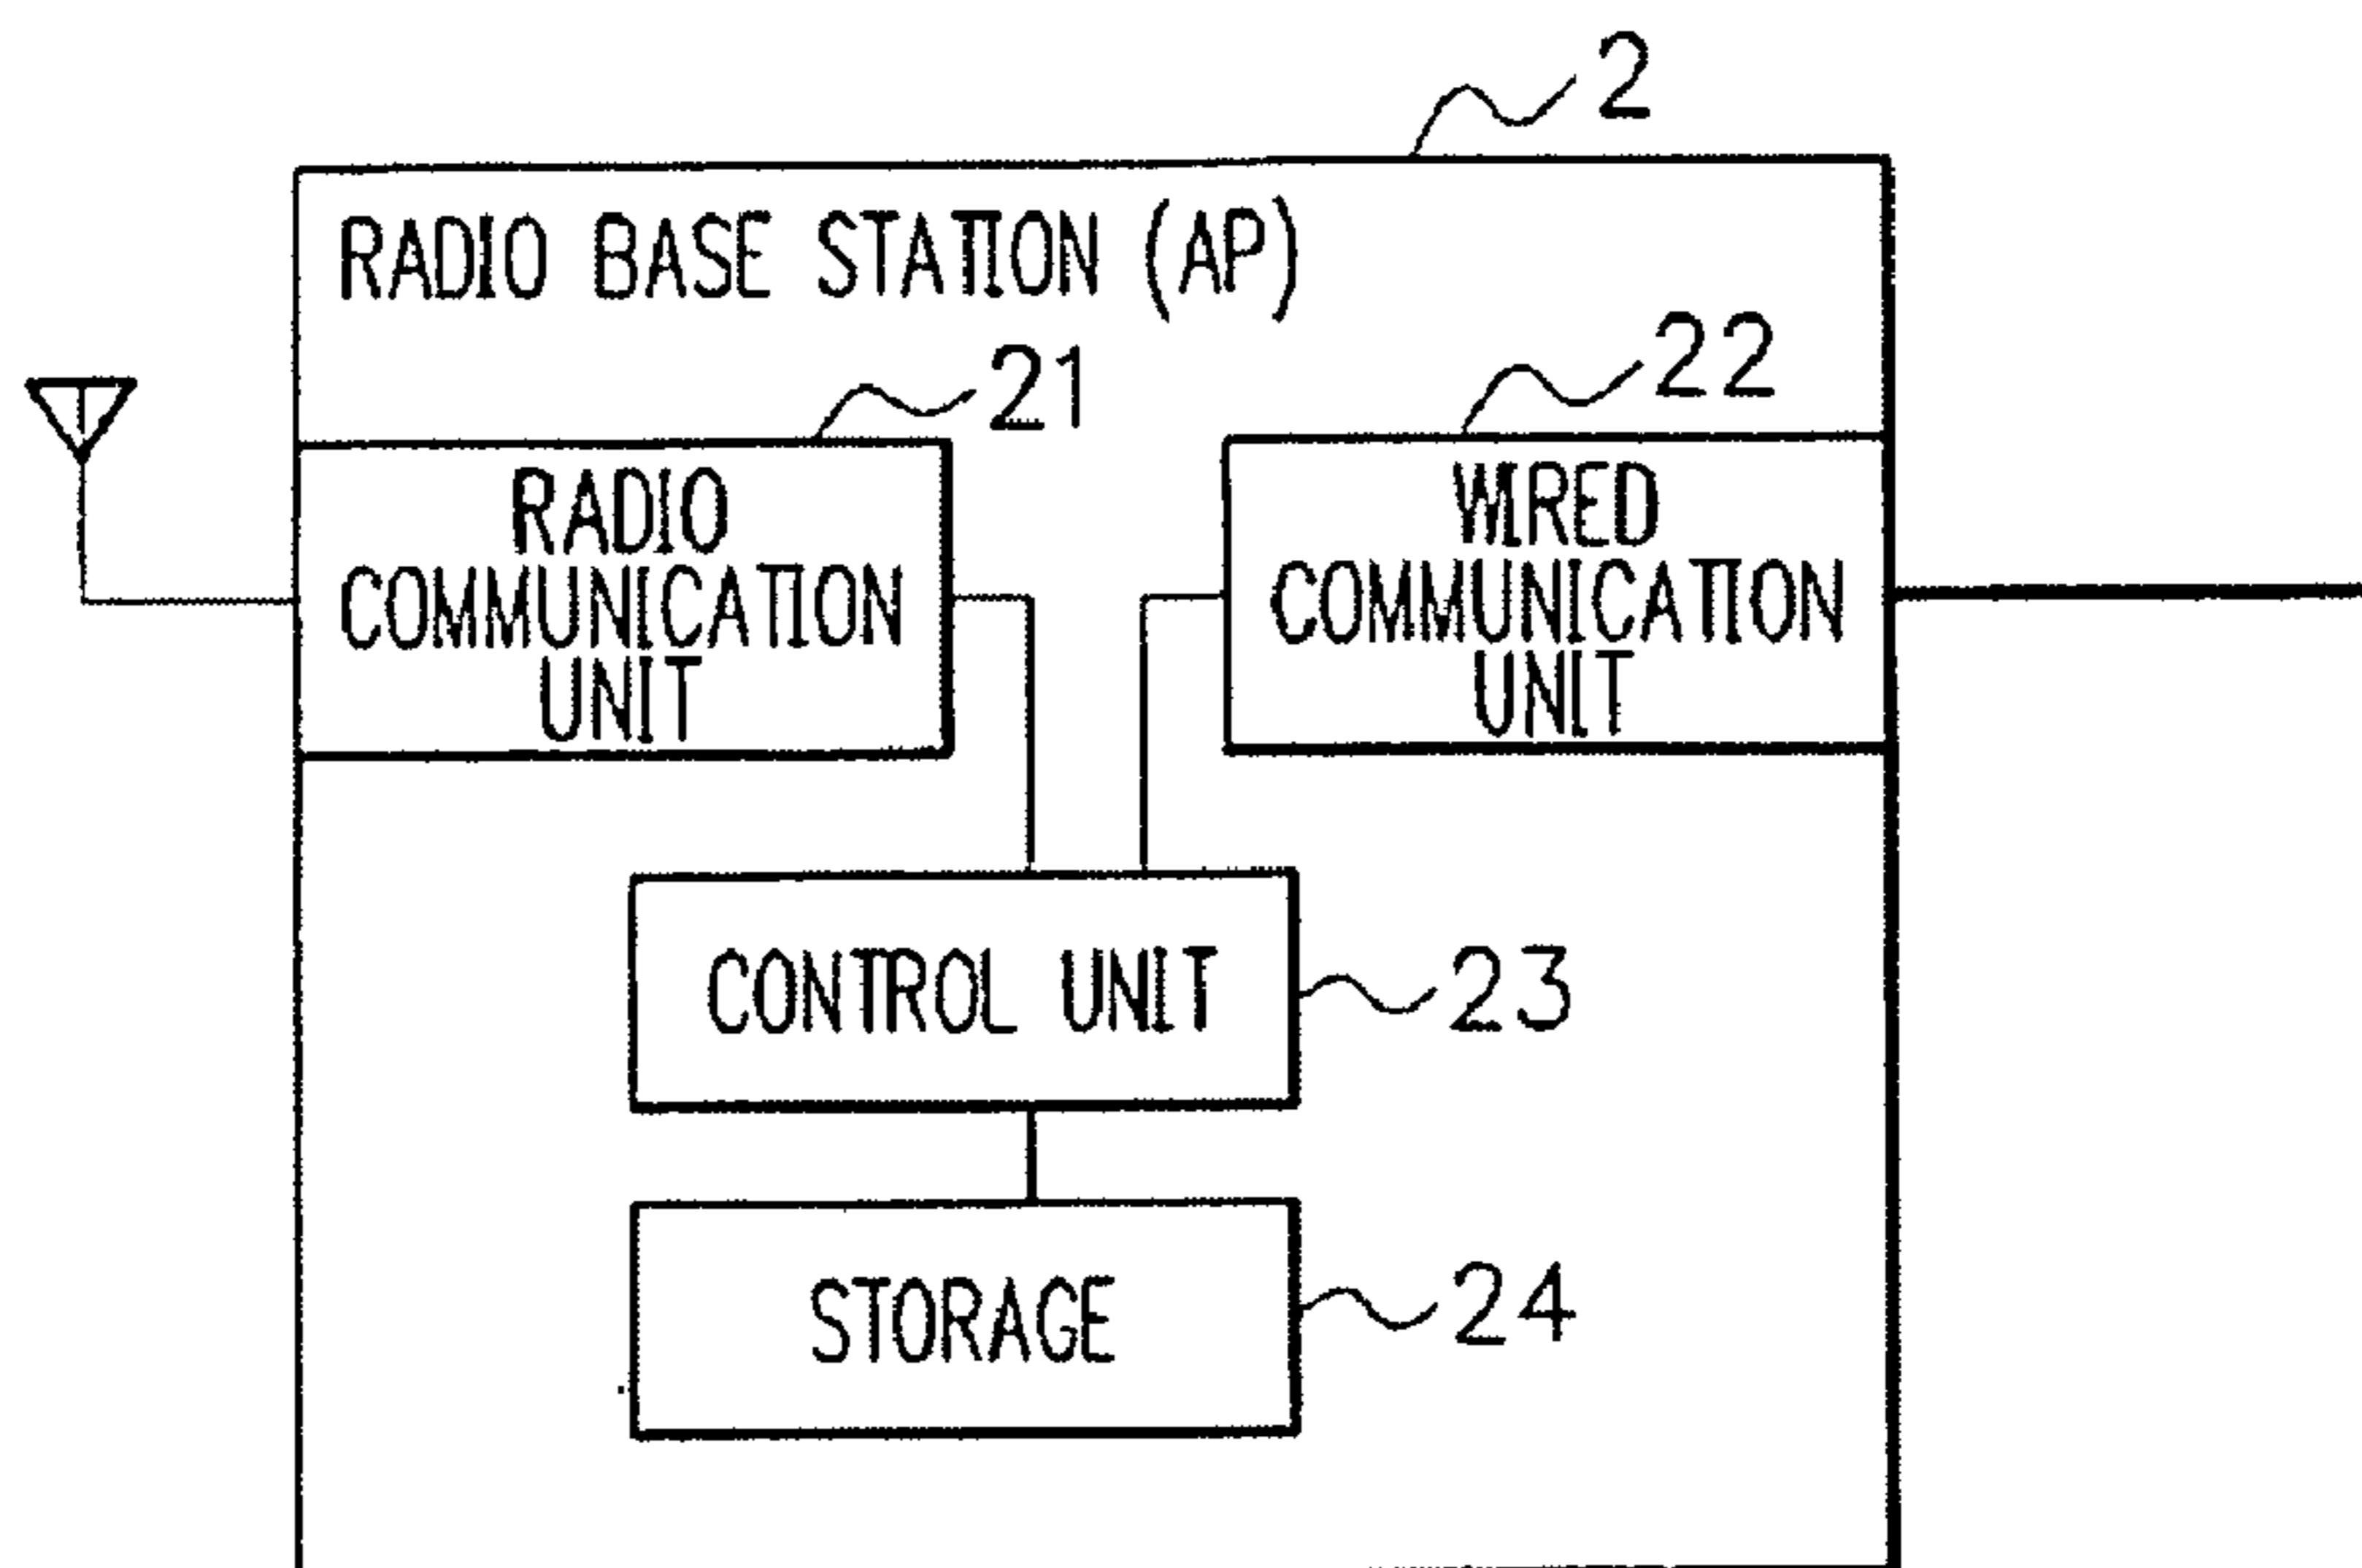 2
RADIO BASE STATION (AP)
21
22
RADIO
COMMUNICATION
UNIT
WIRED
COMMUNICATION
UNIT
CONTROL UNIT
23
STORAGE
24